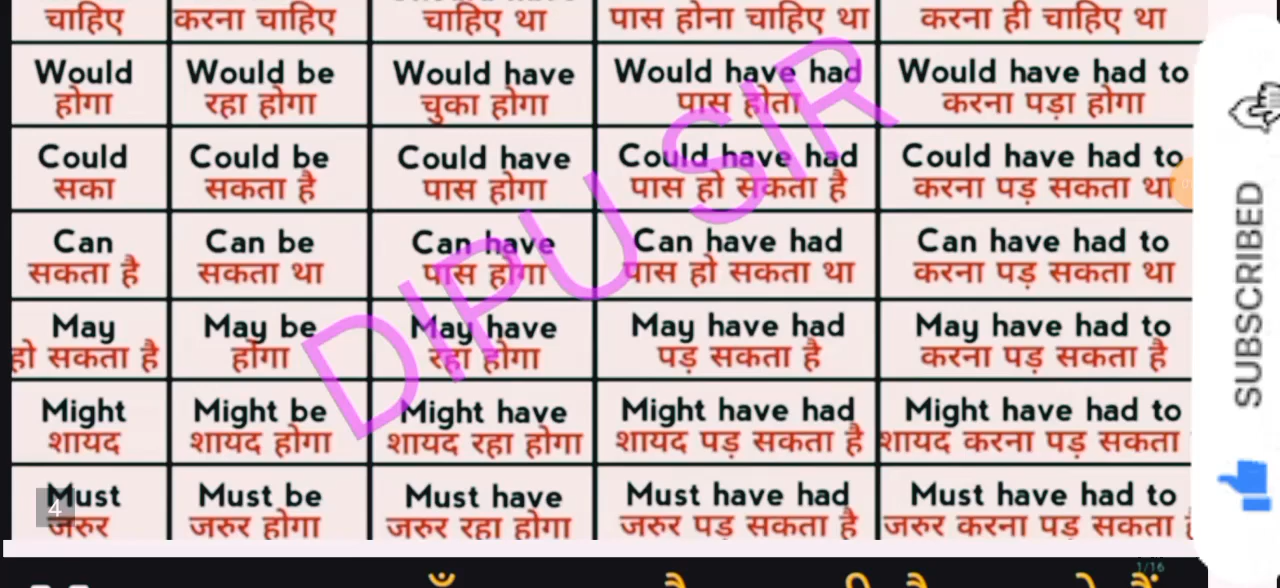 चाहिए करना चाहिए चाहिए था पास होना चाहिए था करना ही चाहिए था
Would Would be Would have Would have had Would have had to
होगा रहा होगा चुका होगा पास होता करना पड़ा होगा
Could Could be Could have Could have had Could have had to
सका सकता है पास होगा पास हो सकता है करना पड़ सकता था
Can Can be Can have Can have had Can have had to
सकता है सकता था पास होगा पास हो सकता था करना पड़ सकता था
May May be May have May have had May have had to
हो सकता है होगा रहा होगा पड़ सकता है करना पड़ सकता है
Might Might be Might have Might have had Might have had to
शायद शायद होगा शायद रहा होगा शायद पड़ सकता है शायद करना पड़ सकता
Must Must be Must have Must have had Must have had to
जरुर जरुर होगा जरुर रहा होगा जरुर पड़ सकता है जरुर करना पड़ सकता
DIPU SIR
SUBSCRIBED
4
1/16